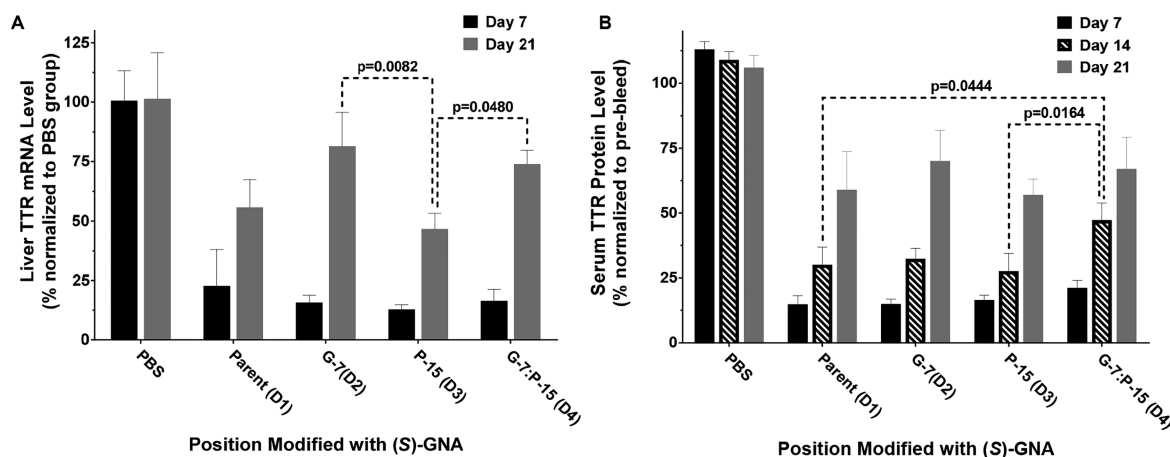 A
Day 7
Day 21
Liver TTR mRNA Level
(% normalized to PBS group)
125
100
75
50
25
0
p=0.0082
p=0.0480
PBS
Parent (D1)
G-7(D2)
P-15 (D3)
G-7:P-15 (D4)
Position Modified with (S)-GNA
B
Day 7
Day 14
Day 21
Serum TTR Protein Level
(% normalized to pre-bleed)
100
75
50
25
0
p=0.0444
p=0.0164
PBS
Parent (D1)
G-7(D2)
P-15 (D3)
G-7:P-15 (D4)
Position Modified with (S)-GNA